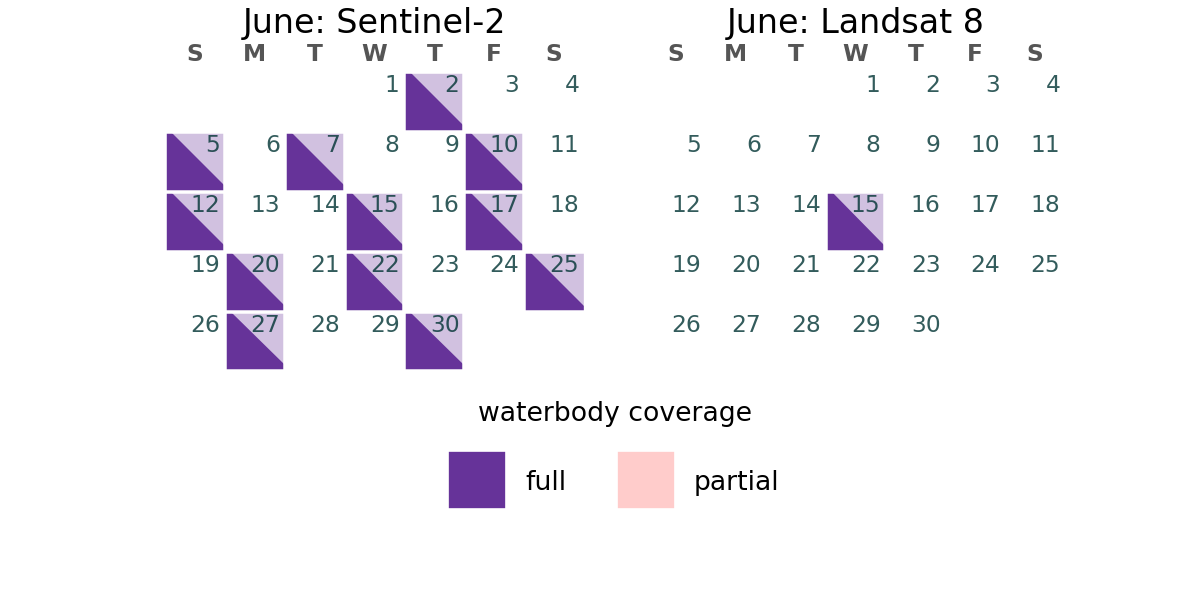 June: Sentinel-2
S M T W T F S
1 2 3 4
5 6 7 8 9 10 11
12 13 14 15 16 17 18
19 20 21 22 23 24 25
26 27 28 29 30
June: Landsat 8
S M T W T F S
1 2 3 4
5 6 7 8 9 10 11
12 13 14 15 16 17 18
19 20 21 22 23 24 25
26 27 28 29 30
waterbody coverage
full partial